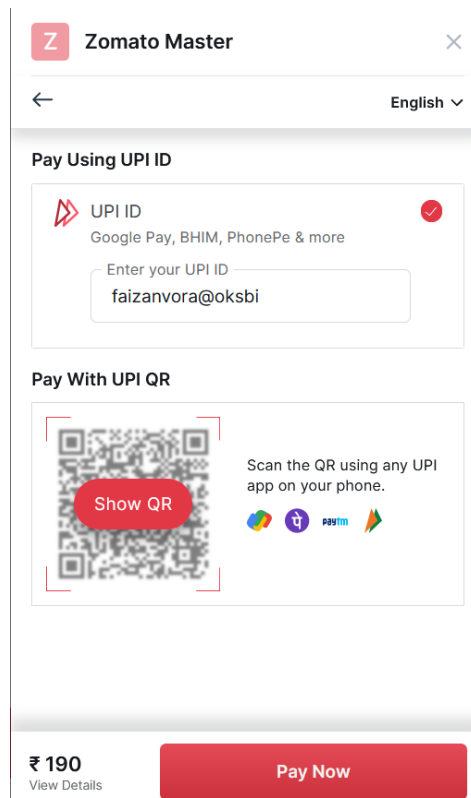 Z Zomato Master
English
Pay Using UPI ID
UPI ID
Google Pay, BHIM, PhonePe & more
Enter your UPI ID
faizanvora@oksbi
Pay With UPI QR
Show QR
Scan the QR using any UPI
app on your phone.
पे paytm
₹ 190
View Details
Pay Now